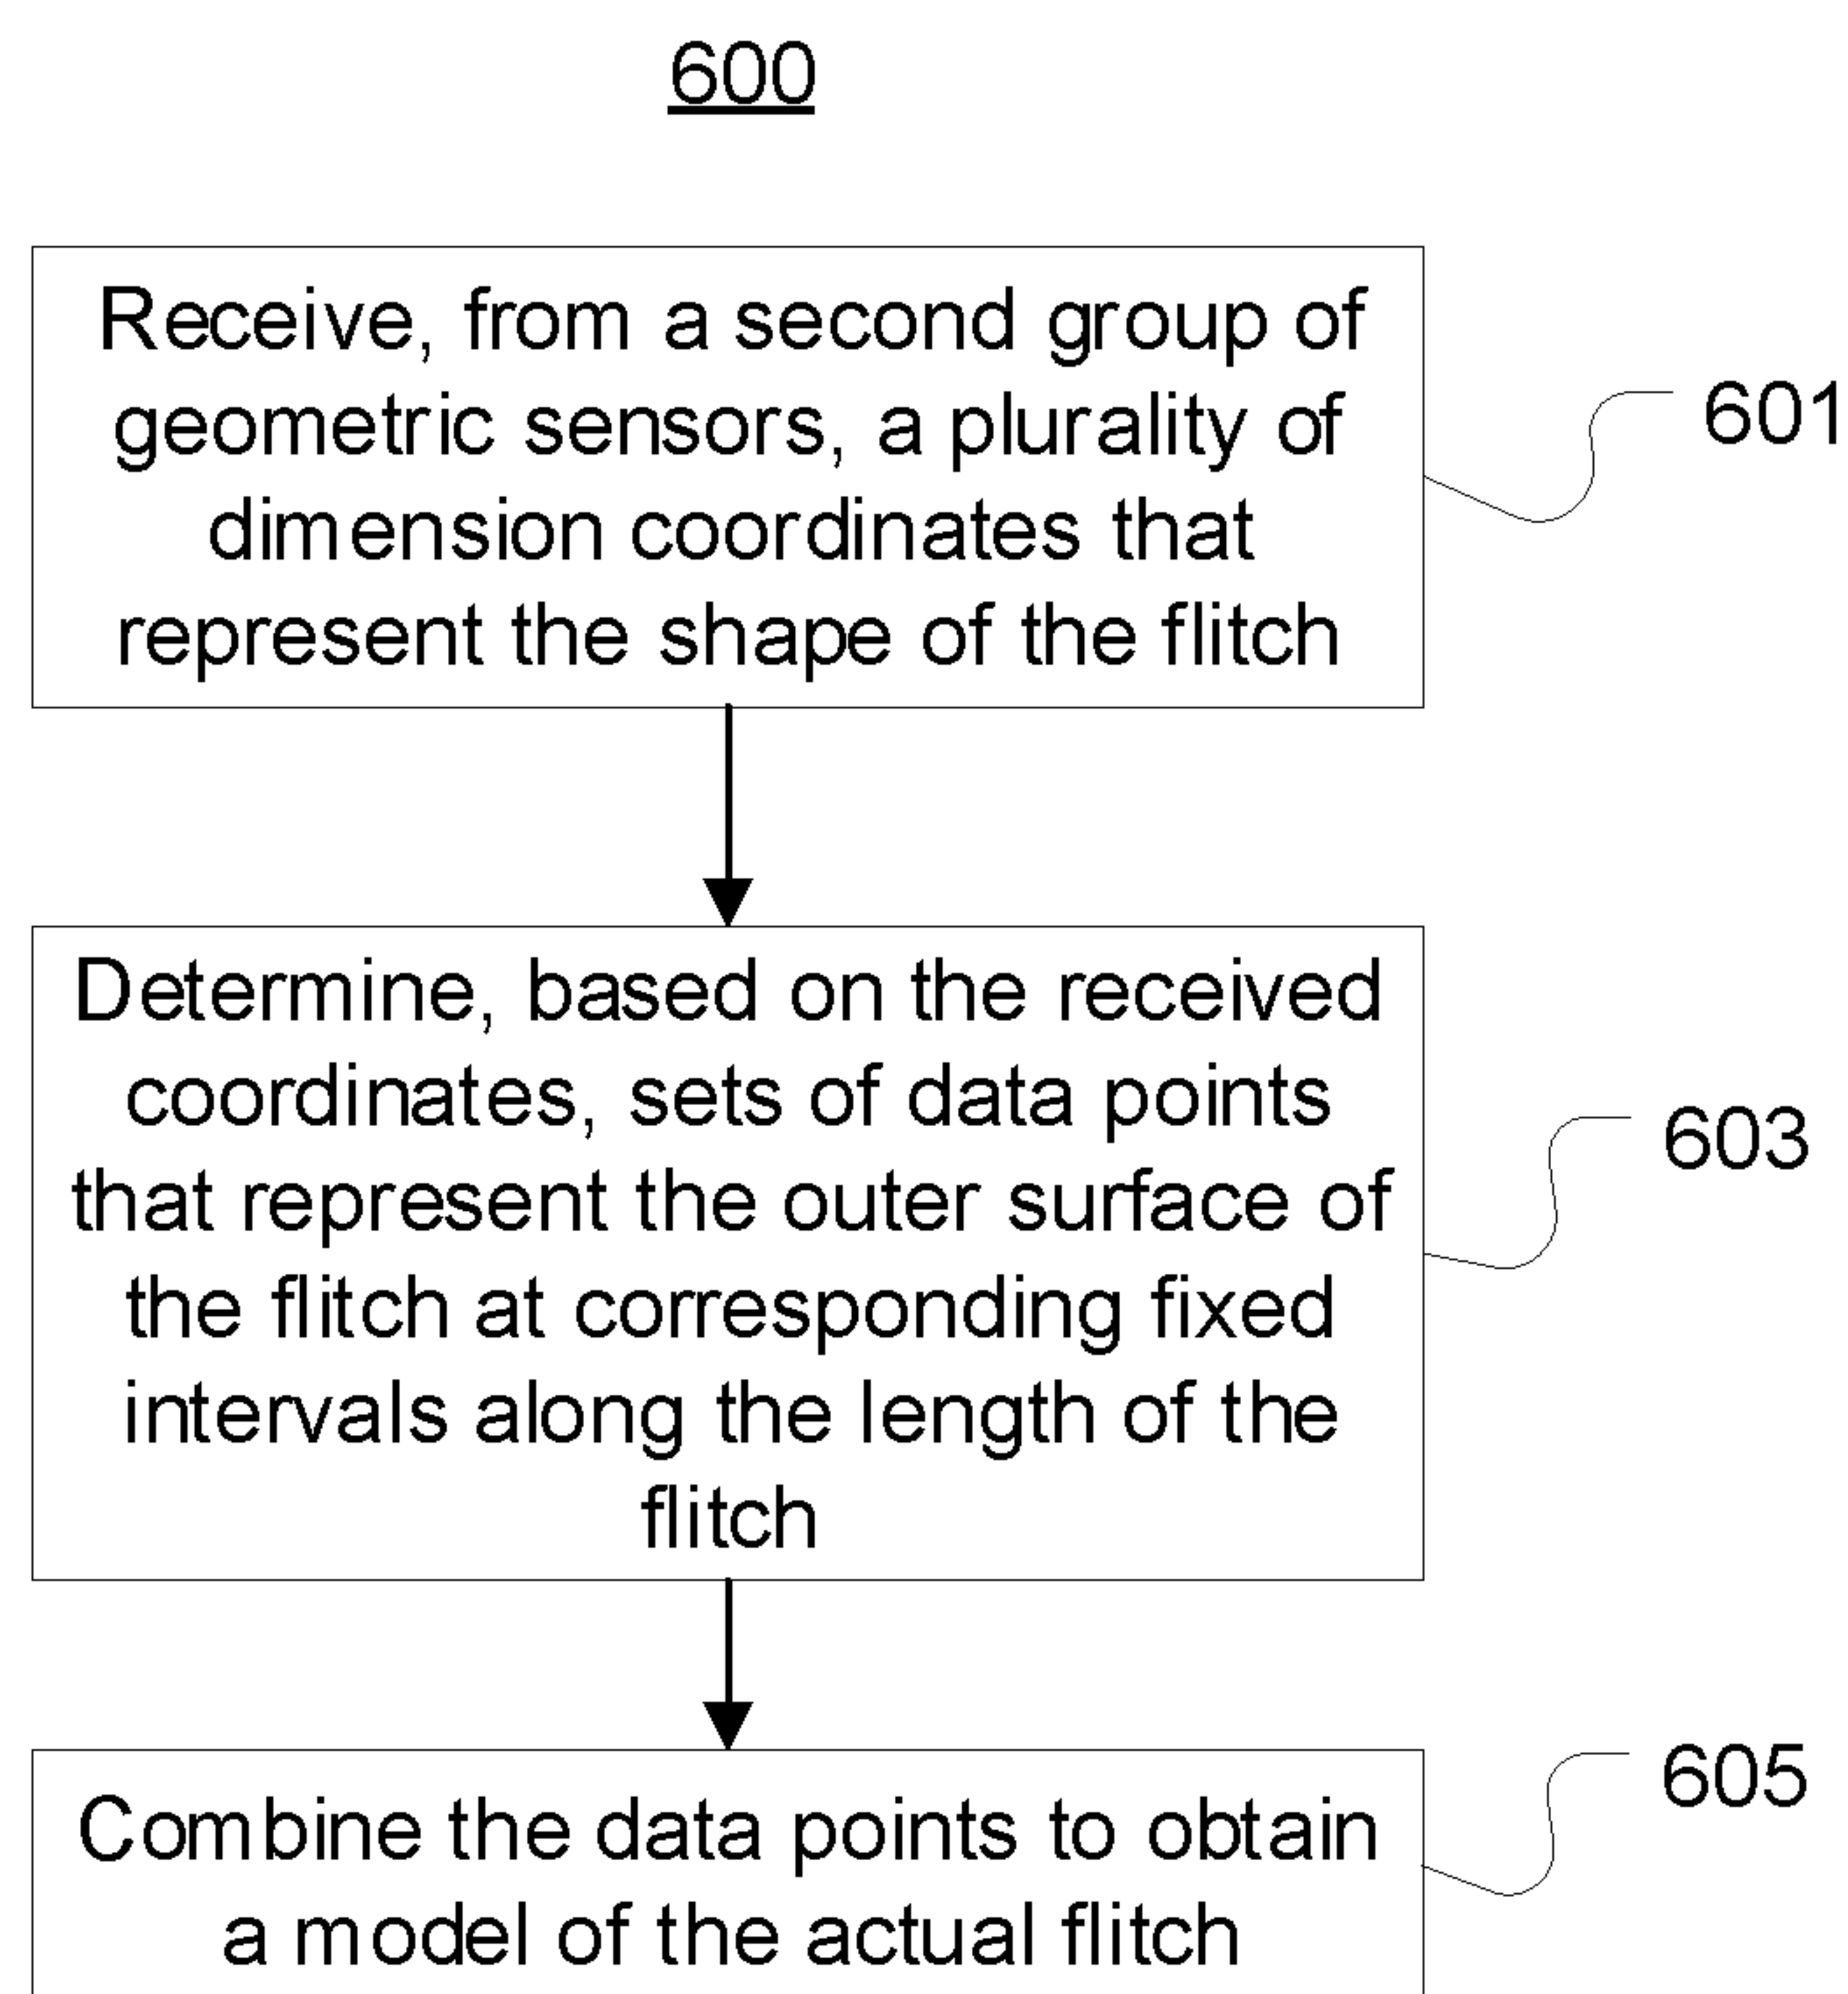 600
Receive, from a second group of
geometric sensors, a plurality of
dimension coordinates that
represent the shape of the flitch
601
Determine, based on the received
coordinates, sets of data points
that represent the outer surface of
the flitch at corresponding fixed
intervals along the length of the
flitch
603
Combine the data points to obtain
a model of the actual flitch
605